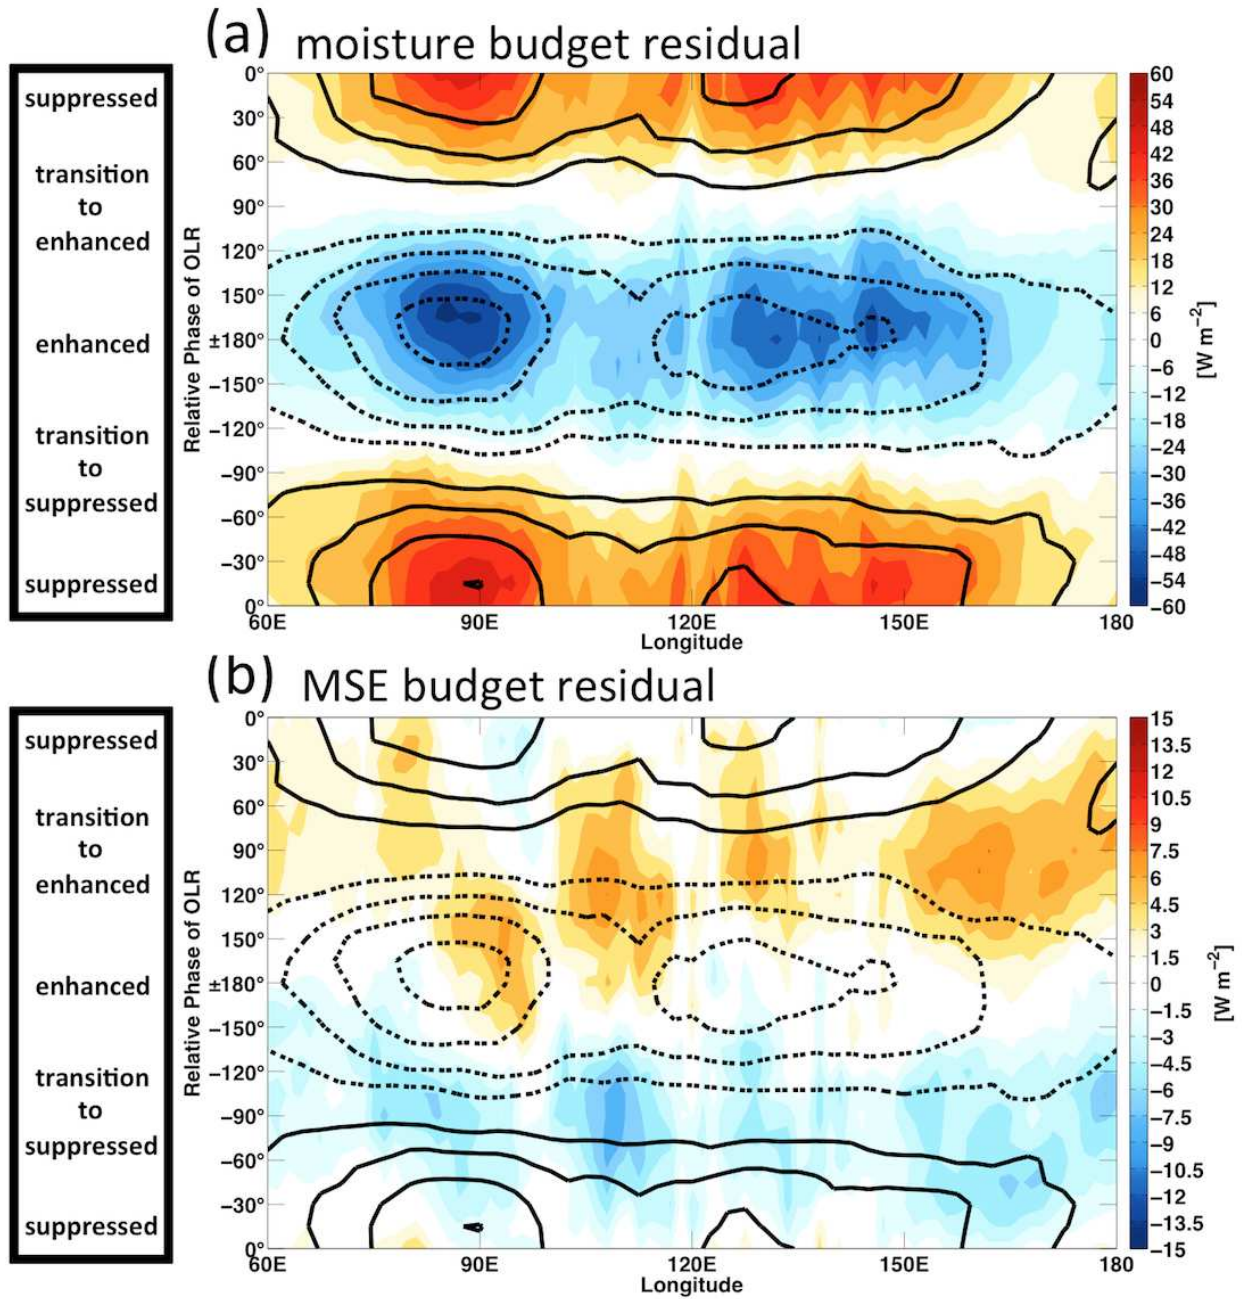 (a) moisture budget residual
suppressed
transition
to
enhanced
enhanced
transition
to
suppressed
suppressed
Relative Phase of OLR
0°
30°
60°
90°
120°
150°
±180°
−150°
−120°
−90°
−60°
−30°
0°
60E 90E 120E 150E 180
Longitude
60
54
48
42
36
30
24
18
12
6
0
−6
−12
−18
−24
−30
−36
−42
−48
−54
−60
[W m⁻²]
(b) MSE budget residual
suppressed
transition
to
enhanced
enhanced
transition
to
suppressed
suppressed
Relative Phase of OLR
0°
30°
60°
90°
120°
150°
±180°
−150°
−120°
−90°
−60°
−30°
0°
60E 90E 120E 150E 180
Longitude
15
13.5
12
10.5
9
7.5
6
4.5
3
1.5
0
−1.5
−3
−4.5
−6
−7.5
−9
−10.5
−12
−13.5
−15
[W m⁻²]